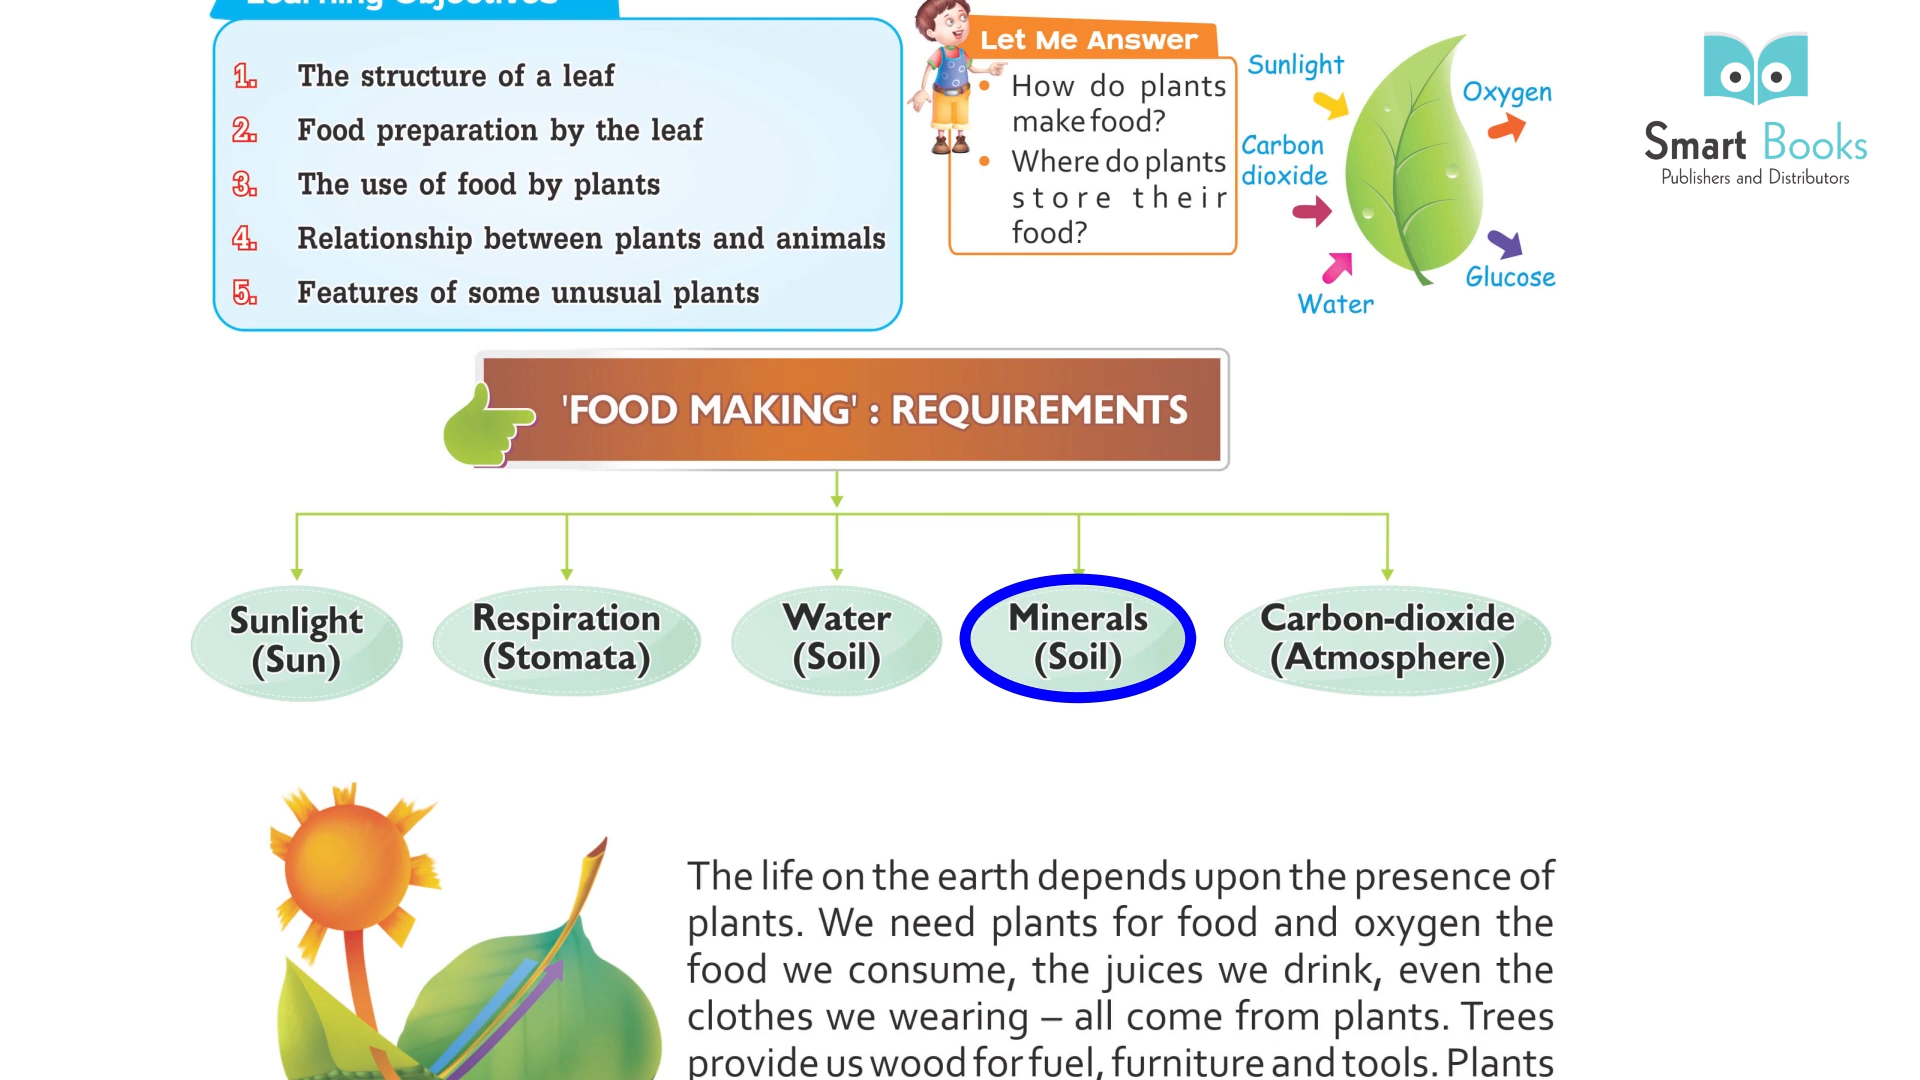 Learning Objectives
1. The structure of a leaf
2. Food preparation by the leaf
3. The use of food by plants
4. Relationship between plants and animals
5. Features of some unusual plants
Let Me Answer
• How do plants
make food?
• Where do plants
store their
food?
Sunlight
Carbon
dioxide
Water
Oxygen
Glucose
Smart Books
Publishers and Distributors
'FOOD MAKING' : REQUIREMENTS
Sunlight
(Sun)
Respiration
(Stomata)
Water
(Soil)
Minerals
(Soil)
Carbon-dioxide
(Atmosphere)
The life on the earth depends upon the presence of
plants. We need plants for food and oxygen the
food we consume, the juices we drink, even the
clothes we wearing – all come from plants. Trees
provide us wood for fuel, furniture and tools. Plants